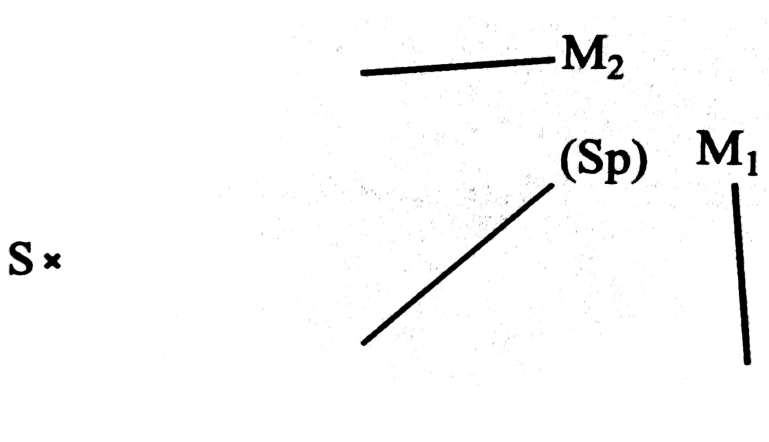 M₂
(Sp)
M₁
S×